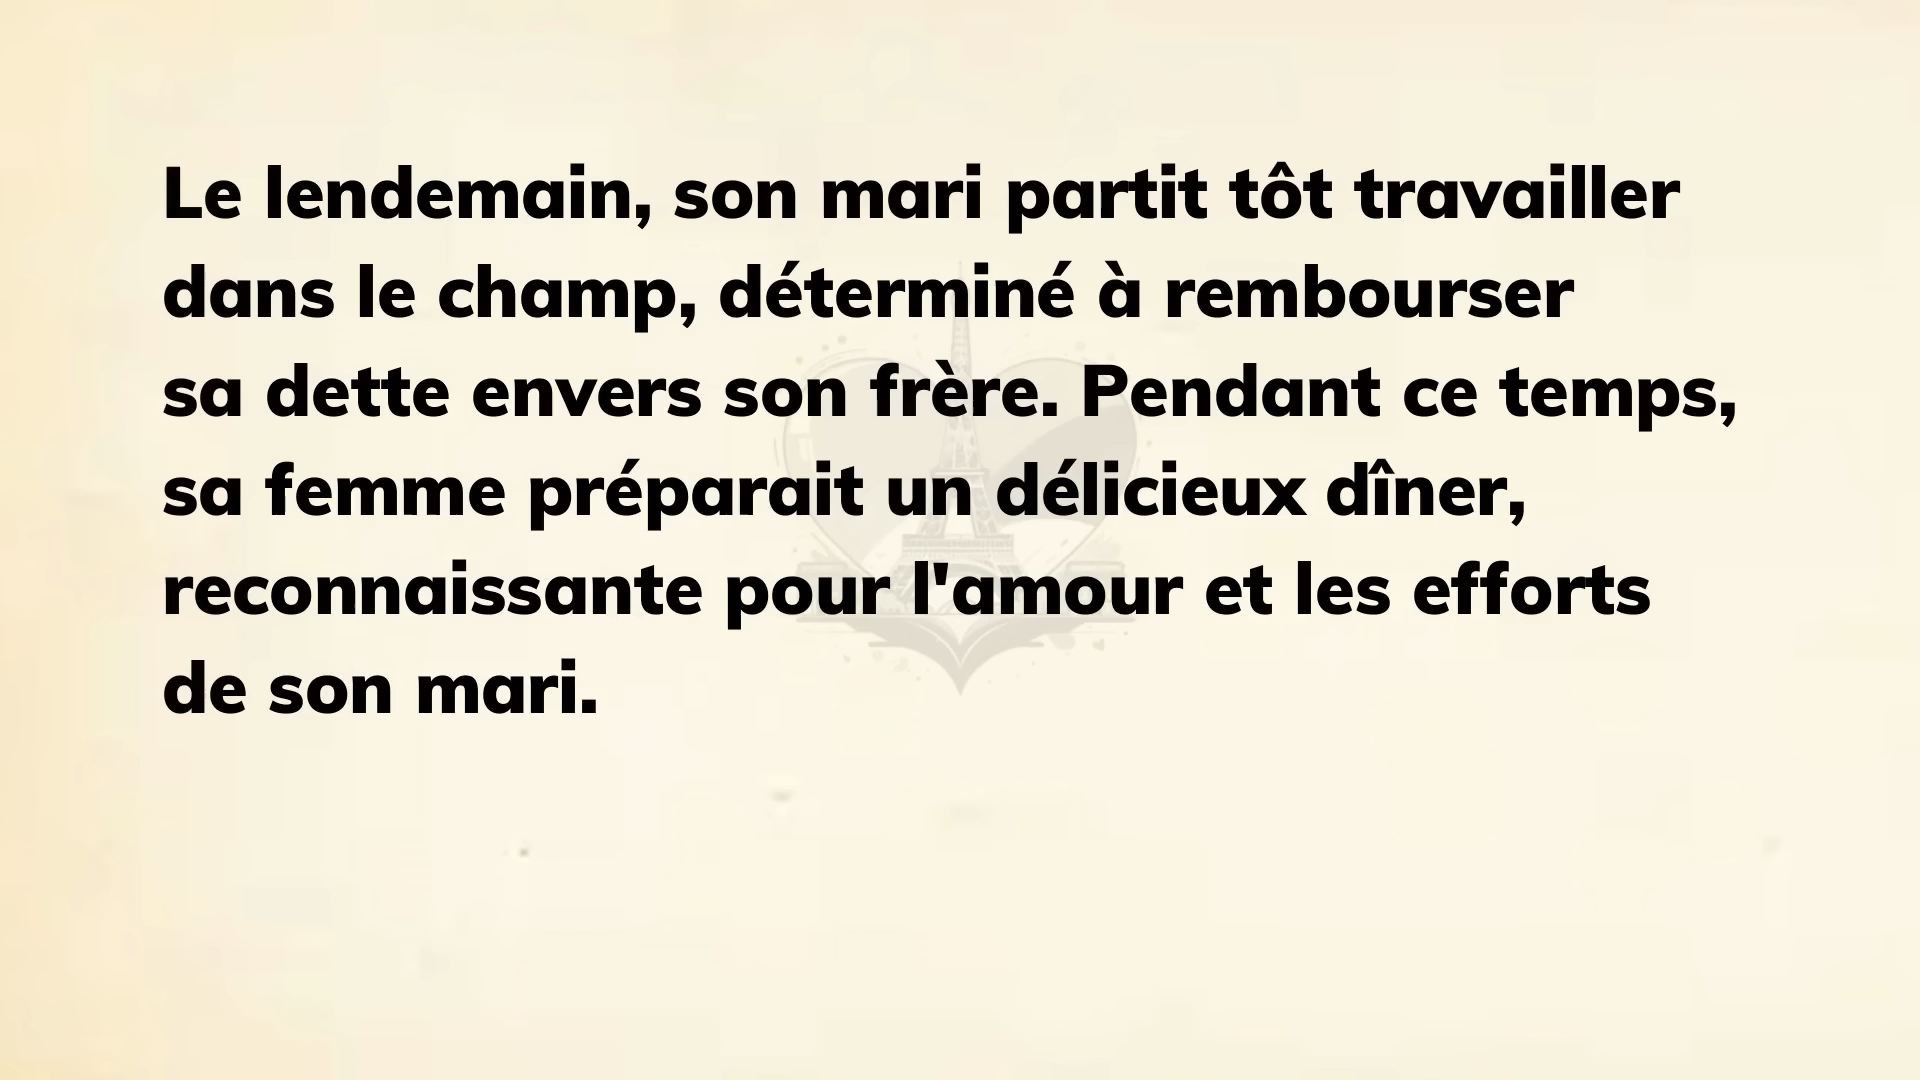 Le lendemain, son mari partit tôt travailler
dans le champ, déterminé à rembourser
sa dette envers son frère. Pendant ce temps,
sa femme préparait un délicieux dîner,
reconnaissante pour l'amour et les efforts
de son mari.